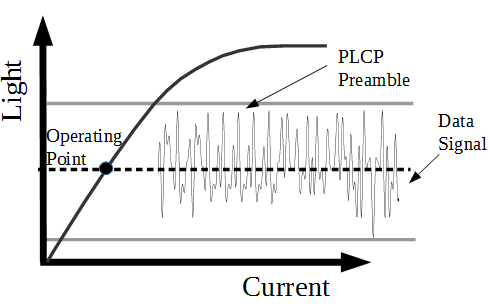 Light
PLCP
Preamble
Operating
Point
Data
Signal
Current